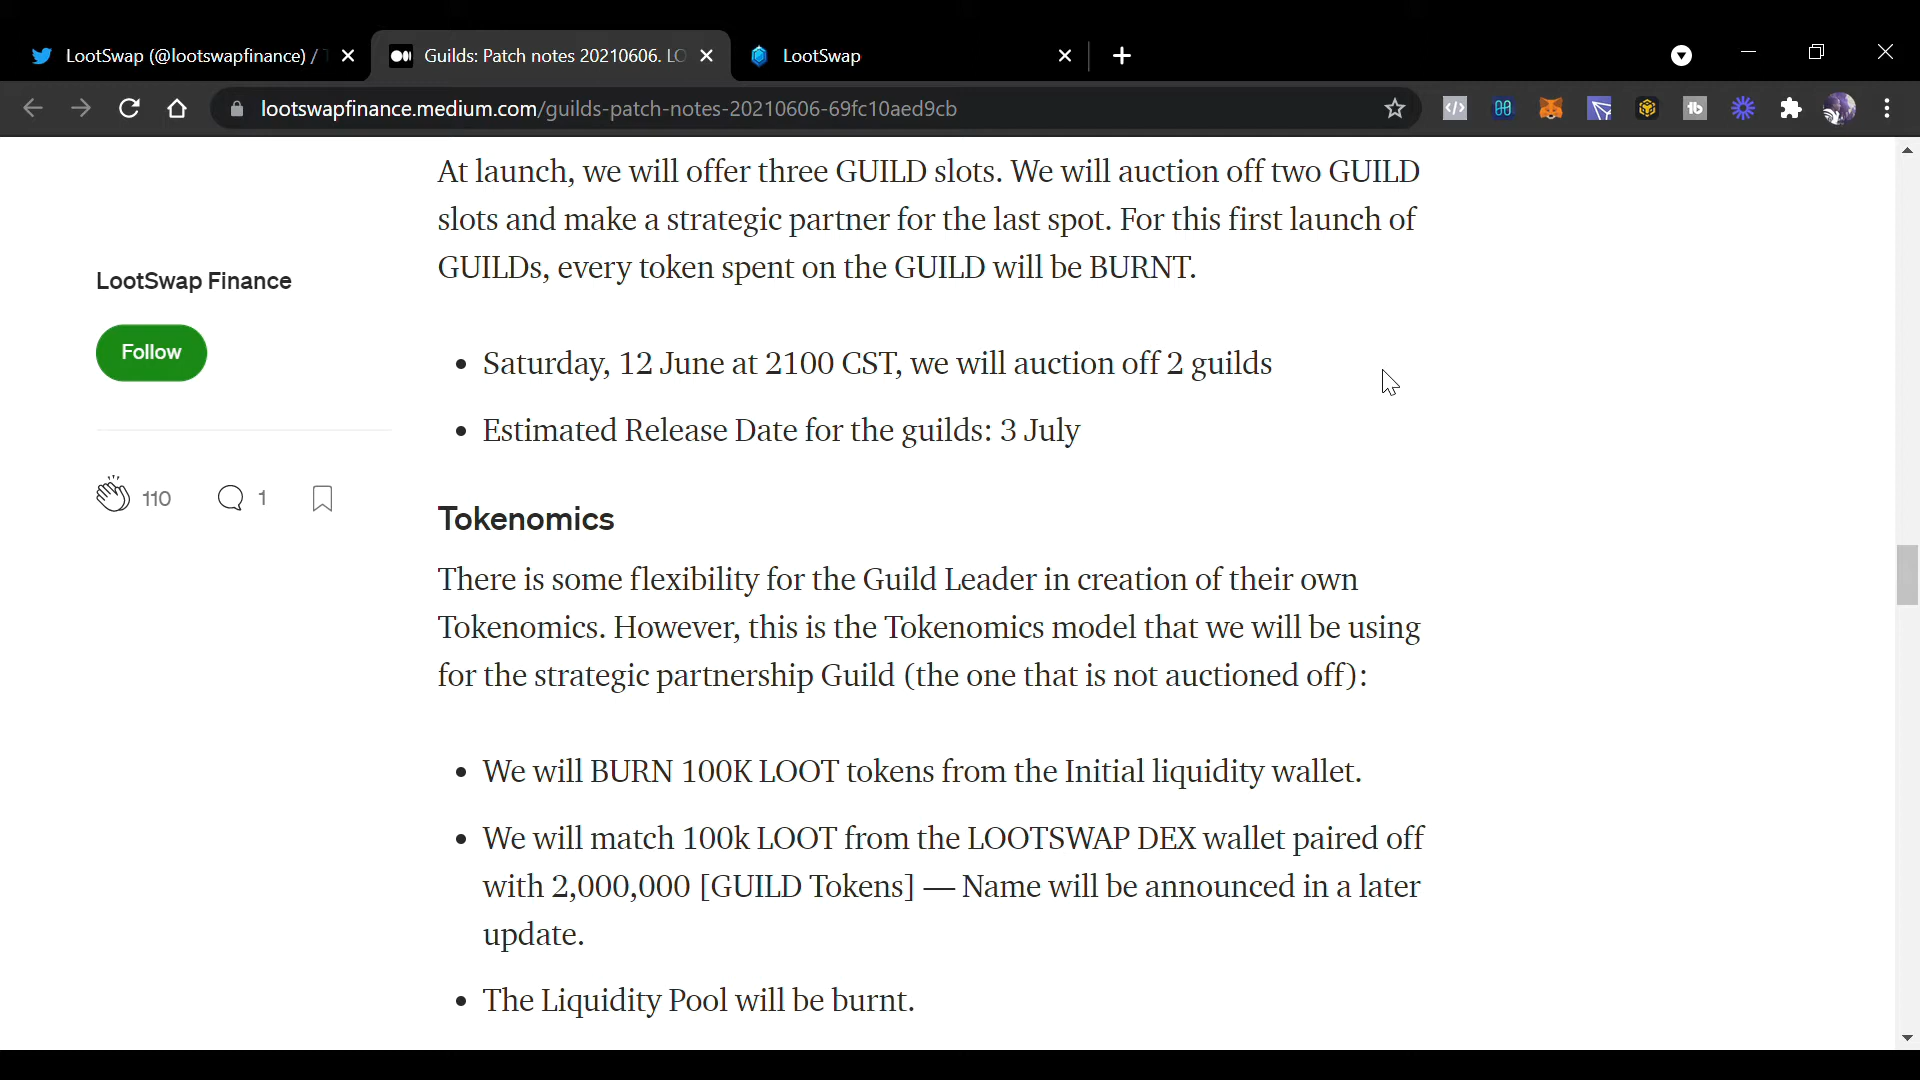 LootSwap (@lootswapfinance) /
Guilds: Patch notes 20210606. LO
LootSwap
lootswapfinance.medium.com/guilds-patch-notes-20210606-69fc10aed9cb
At launch, we will offer three GUILD slots. We will auction off two GUILD
slots and make a strategic partner for the last spot. For this first launch of
GUILDs, every token spent on the GUILD will be BURNT.
LootSwap Finance
Follow
110
1
• Saturday, 12 June at 2100 CST, we will auction off 2 guilds
• Estimated Release Date for the guilds: 3 July
Tokenomics
There is some flexibility for the Guild Leader in creation of their own
Tokenomics. However, this is the Tokenomics model that we will be using
for the strategic partnership Guild (the one that is not auctioned off):
• We will BURN 100K LOOT tokens from the Initial liquidity wallet.
• We will match 100k LOOT from the LOOTSWAP DEX wallet paired off
with 2,000,000 [GUILD Tokens] — Name will be announced in a later
update.
• The Liquidity Pool will be burnt.